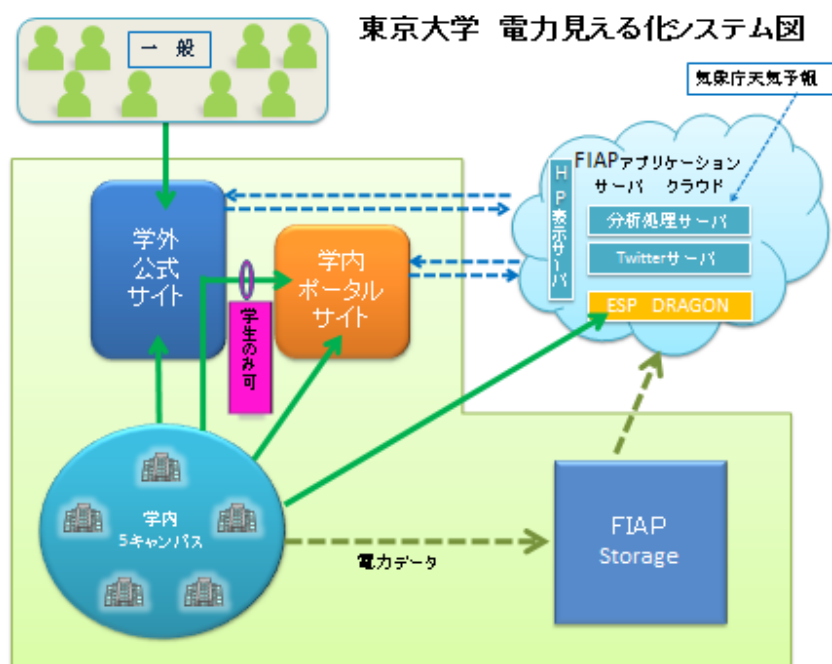 東京大学 電力見える化システム図
一 般
気象庁天気予報
FIAPアプリケーション
サーバ クラウド
HP表示サーバ
分析処理サーバ
Twitterサーバ
ESP DRAGON
学外
公式
サイト
学内
ポータル
サイト
学生のみ可
学内
5キャンパス
電力データ
FIAP
Storage